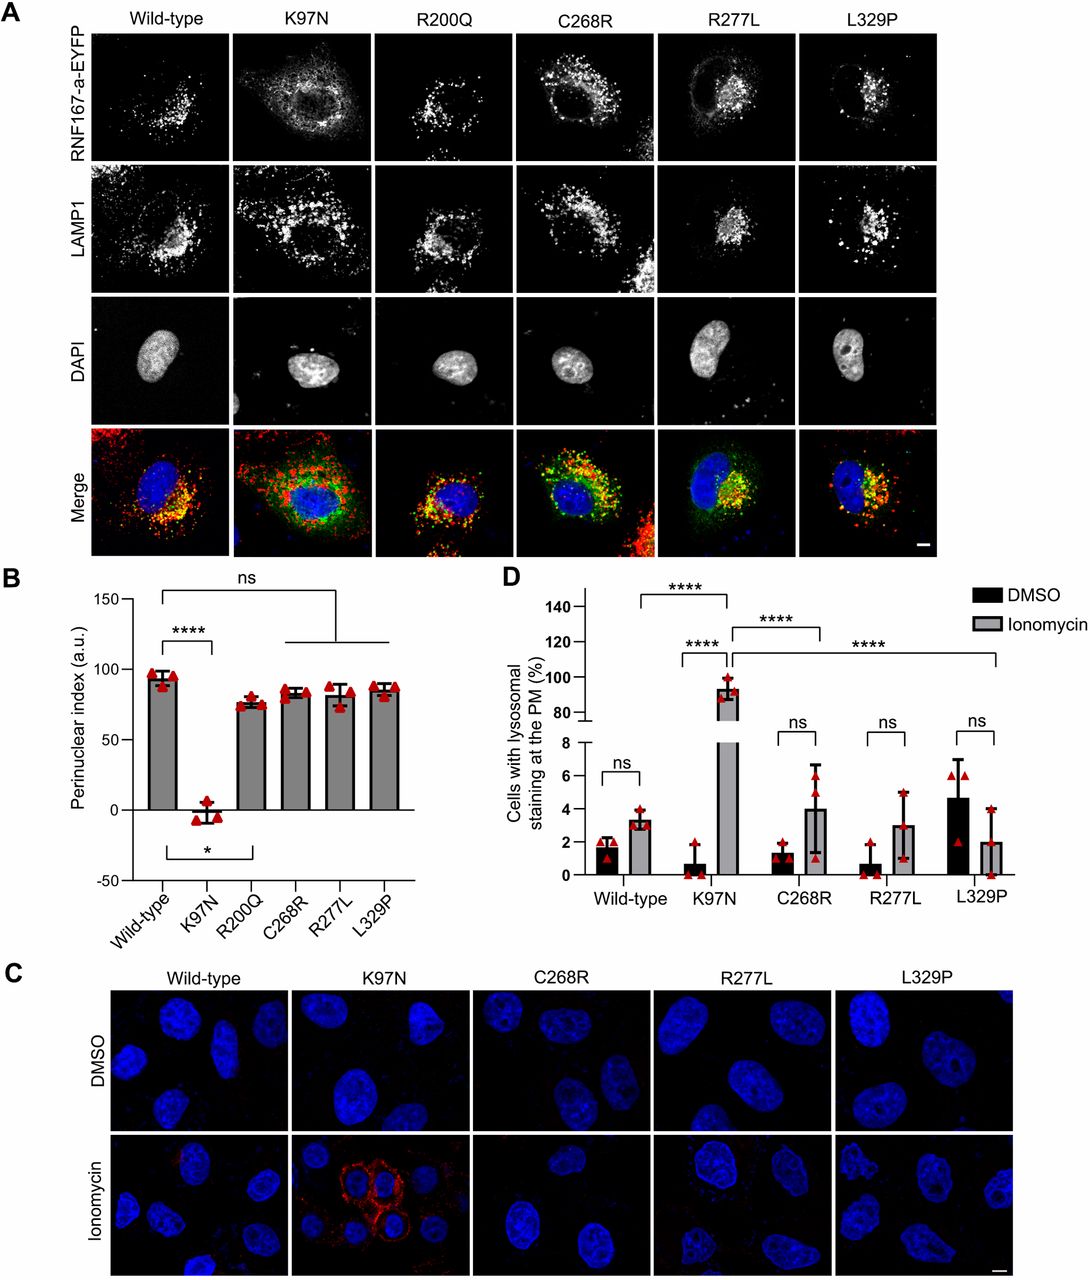 A
Wild-type K97N R200Q C268R R277L L329P
RNF167-a-EYFP
LAMP1
DAPI
Merge
B
ns
****
*
Perinuclear index (a.u.)
150
100
50
0
-50
Wild-type K97N R200Q C268R R277L L329P
D
DMSO
Ionomycin
****
****
****
****
ns
ns
ns
ns
Cells with lysosomal
staining at the PM (%)
140
120
100
80
8
6
4
2
0
Wild-type K97N C268R R277L L329P
C
Wild-type K97N C268R R277L L329P
DMSO
Ionomycin